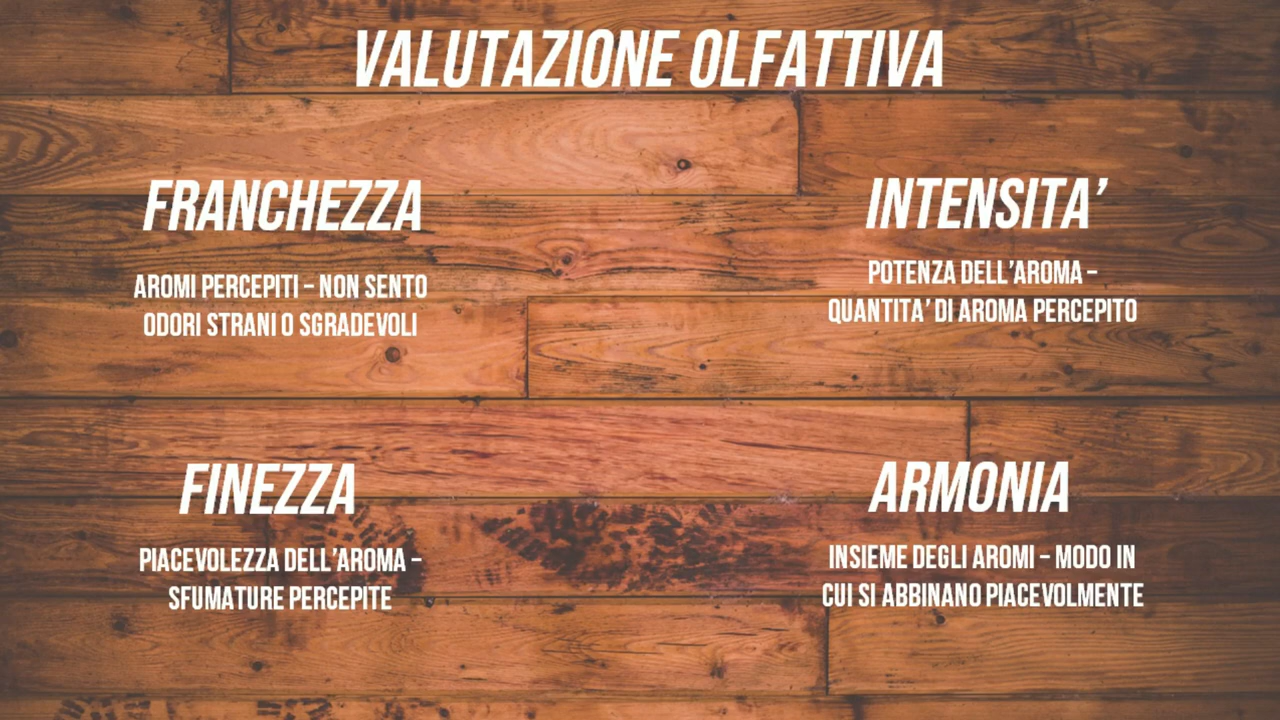 VALUTAZIONE OLFATTIVA
FRANCHEZZA
AROMI PERCEPITI – NON SENTO
ODORI STRANI O SGRADEVOLI
INTENSITA'
POTENZA DELL'AROMA –
QUANTITA' DI AROMA PERCEPITO
FINEZZA
PIACEVOLEZZA DELL'AROMA –
SFUMATURE PERCEPITE
ARMONIA
INSIEME DEGLI AROMI – MODO IN
CUI SI ABBINANO PIACEVOLMENTE